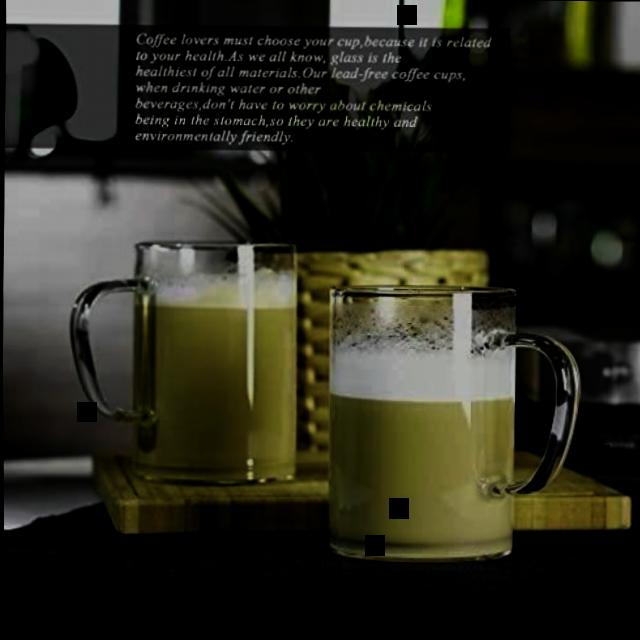 Coffee lovers must choose your cup,because it is related
to your health.As we all know, glass is the
healthiest of all materials.Our lead-free coffee cups,
when drinking water or other
beverages,don't have to worry about chemicals
being in the stomach,so they are healthy and
environmentally friendly.